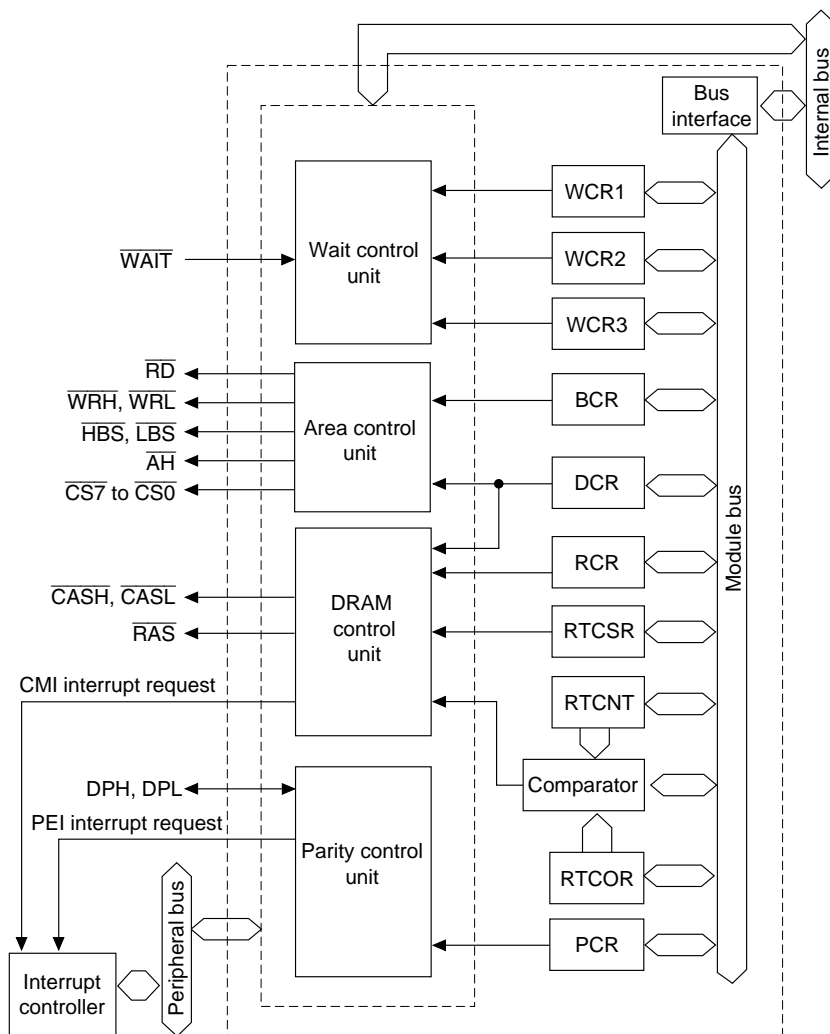 Internal bus
Bus
interface
WCR1
Wait control
unit
WAIT
WCR2
WCR3
RD
WRH, WRL
HBS, LBS
AH
CS7 to CS0
Area control
unit
BCR
DCR
Module bus
RCR
CASH, CASL
RAS
DRAM
control
unit
RTCSR
CMI interrupt request
RTCNT
DPH, DPL
Comparator
PEI interrupt request
Parity control
unit
RTCOR
PCR
Peripheral bus
Interrupt
controller